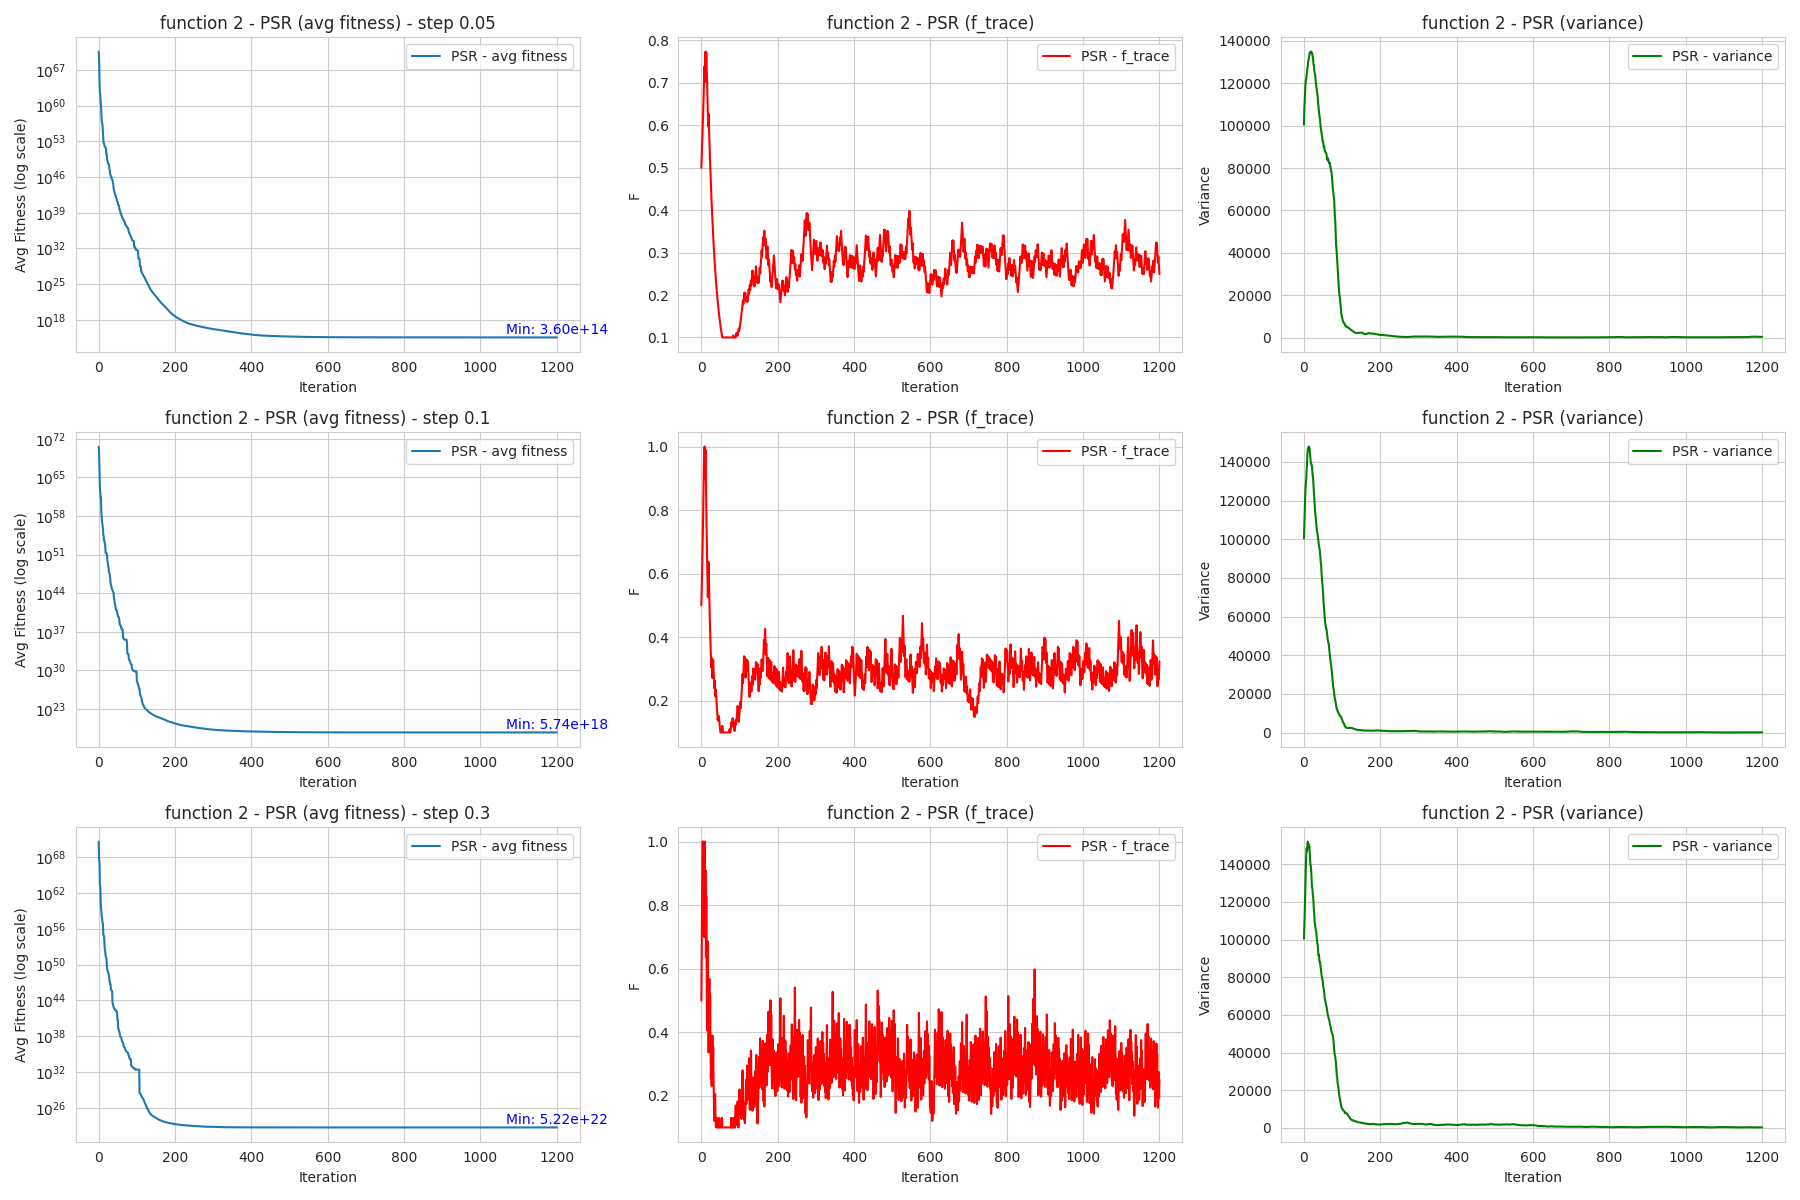 function 2 - PSR (avg fitness) - step 0.05
PSR - avg fitness
Avg Fitness (log scale)
10^67
10^60
10^53
10^46
10^39
10^32
10^25
10^18
Min: 3.60e+14
0 200 400 600 800 1000 1200
Iteration
function 2 - PSR (f_trace)
PSR - f_trace
F
0.8
0.7
0.6
0.5
0.4
0.3
0.2
0.1
0 200 400 600 800 1000 1200
Iteration
function 2 - PSR (variance)
PSR - variance
Variance
140000
120000
100000
80000
60000
40000
20000
0
0 200 400 600 800 1000 1200
Iteration
function 2 - PSR (avg fitness) - step 0.1
PSR - avg fitness
Avg Fitness (log scale)
10^72
10^65
10^58
10^51
10^44
10^37
10^30
10^23
Min: 5.74e+18
0 200 400 600 800 1000 1200
Iteration
function 2 - PSR (f_trace)
PSR - f_trace
F
1.0
0.8
0.6
0.4
0.2
0 200 400 600 800 1000 1200
Iteration
function 2 - PSR (variance)
PSR - variance
Variance
140000
120000
100000
80000
60000
40000
20000
0
0 200 400 600 800 1000 1200
Iteration
function 2 - PSR (avg fitness) - step 0.3
PSR - avg fitness
Avg Fitness (log scale)
10^68
10^62
10^56
10^50
10^44
10^38
10^32
10^26
Min: 5.22e+22
0 200 400 600 800 1000 1200
Iteration
function 2 - PSR (f_trace)
PSR - f_trace
F
1.0
0.8
0.6
0.4
0.2
0 200 400 600 800 1000 1200
Iteration
function 2 - PSR (variance)
PSR - variance
Variance
140000
120000
100000
80000
60000
40000
20000
0
0 200 400 600 800 1000 1200
Iteration